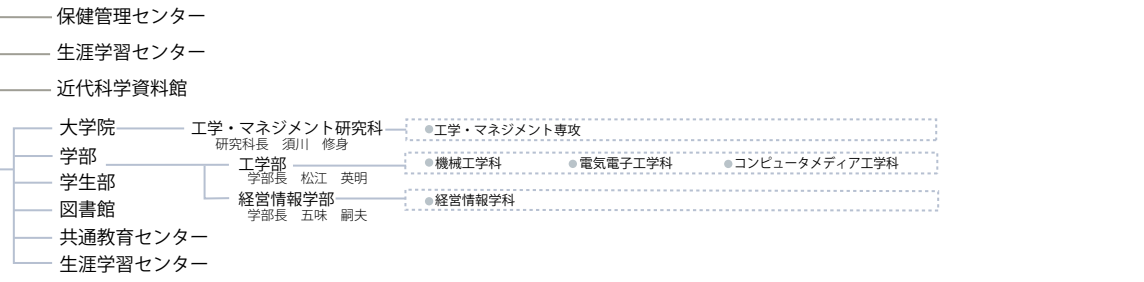 保健管理センター
生涯学習センター
近代科学資料館
大学院 工学・マネジメント研究科 ●工学・マネジメント専攻
研究科長 須川 修身
学部 工学部 ●機械工学科 ●電気電子工学科 ●コンピュータメディア工学科
学部長 松江 英明
学生部
経営情報学部 ●経営情報学科
図書館
学部長 五味 嗣夫
共通教育センター
生涯学習センター